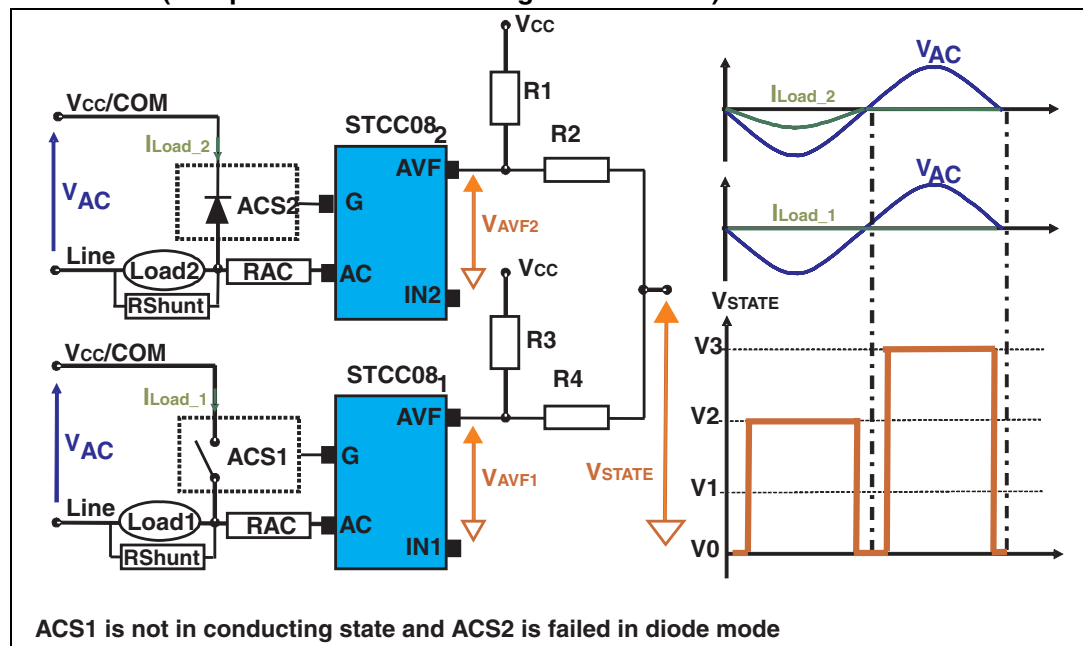 VCC
R1
VCC/COM
STCC08 2
R2
ILoad_2
AVF
VAC
ACS2
G
VAVF2
Line
Load2
RAC
AC
VCC
RShunt
IN2
R3
VCC/COM
STCC08 1
R4
ILoad_1
AVF
VAC
ACS1
G
VAVF1
VSTATE
Line
Load1
RAC
AC
RShunt
IN1
VAC
ILoad_2
VAC
ILoad_1
VSTATE
V3
V2
V1
V0
ACS1 is not in conducting state and ACS2 is failed in diode mode